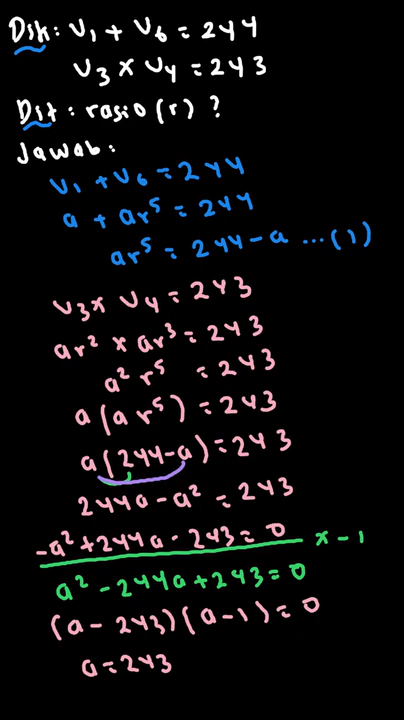 Dik: U₁ + U₆ = 244
U₃ x U₄ = 243
Dit: rasio (r) ?
Jawab:
U₁ + U₆ = 244
a + ar⁵ = 244
ar⁵ = 244 - a ... (1)
U₃ x U₄ = 243
ar² x ar³ = 243
a² r⁵ = 243
a (a r⁵) = 243
a (244 - a) = 243
244a - a² = 243
-a² + 244a - 243 = 0 x - 1
a² - 244a + 243 = 0
(a - 243) (a - 1) = 0
a = 243